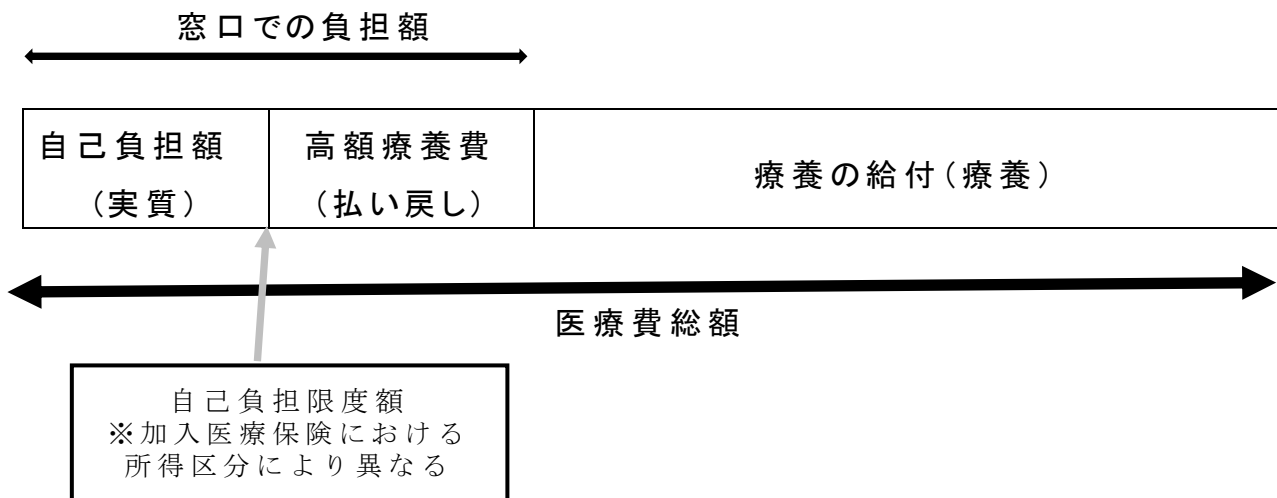 窓口での負担額
自己負担額
（実質）
高額療養費
（払い戻し）
療養の給付（療養）
医療費総額
自己負担限度額
※加入医療保険における
所得区分により異なる